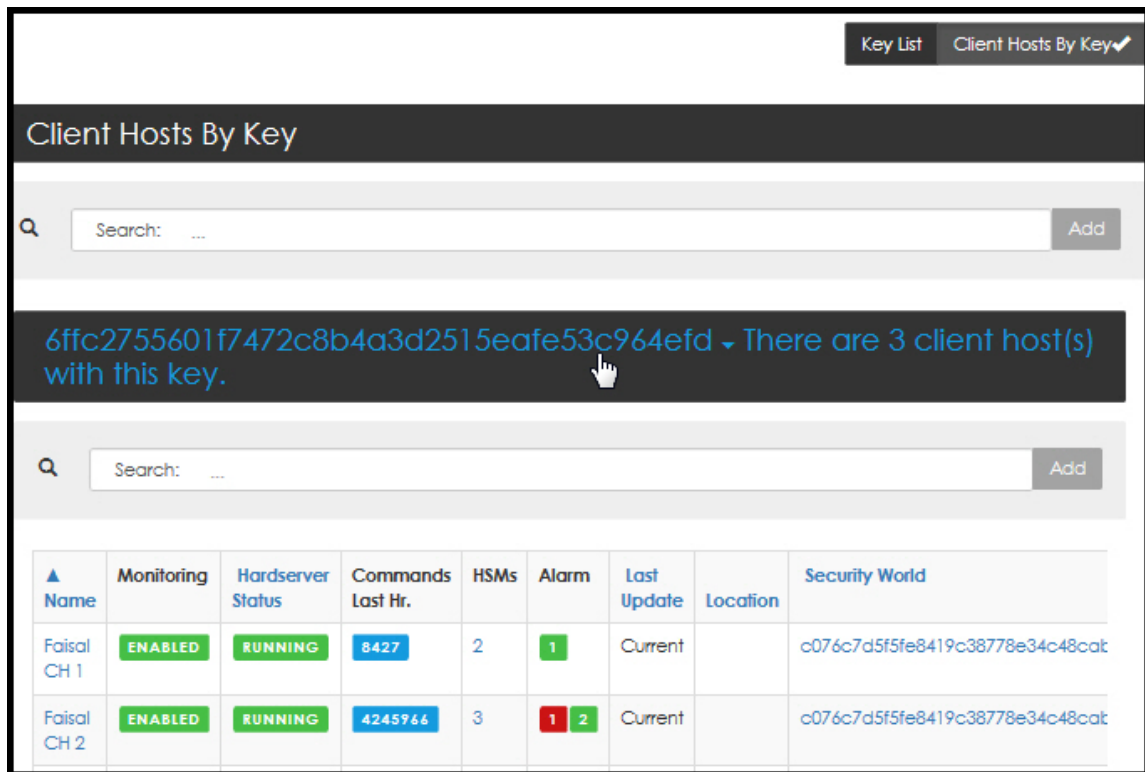 Key List Client Hosts By Key✔
Client Hosts By Key
Search: ...
Add
6ffc2755601f7472c8b4a3d2515eafe53c964efd There are 3 client host(s)
with this key.
Search: ...
Add
▲ Name Monitoring Hardserver Status Commands Last Hr. HSMs Alarm Last Update Location Security World
Faisal CH 1 ENABLED RUNNING 8427 2 1 Current c076c7d5f5fe8419c38778e34c48cab
Faisal CH 2 ENABLED RUNNING 4245966 3 1 2 Current c076c7d5f5fe8419c38778e34c48cab